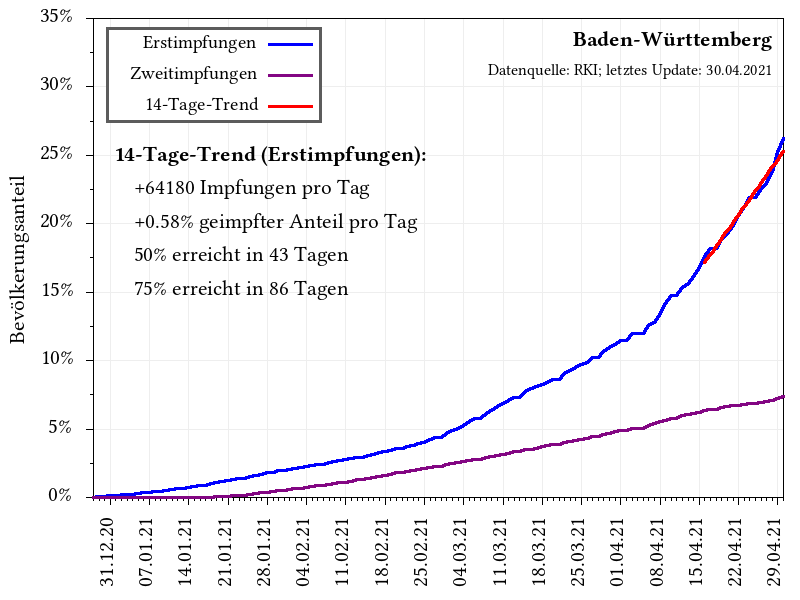 35%
30%
25%
20%
15%
10%
5%
0%
Bevölkerungsanteil
Erstimpfungen
Zweitimpfungen
14-Tage-Trend
Baden-Württemberg
Datenquelle: RKI; letztes Update: 30.04.2021
14-Tage-Trend (Erstimpfungen):
+64180 Impfungen pro Tag
+0.58% geimpfter Anteil pro Tag
50% erreicht in 43 Tagen
75% erreicht in 86 Tagen
31.12.20
07.01.21
14.01.21
21.01.21
28.01.21
04.02.21
11.02.21
18.02.21
25.02.21
04.03.21
11.03.21
18.03.21
25.03.21
01.04.21
08.04.21
15.04.21
22.04.21
29.04.21